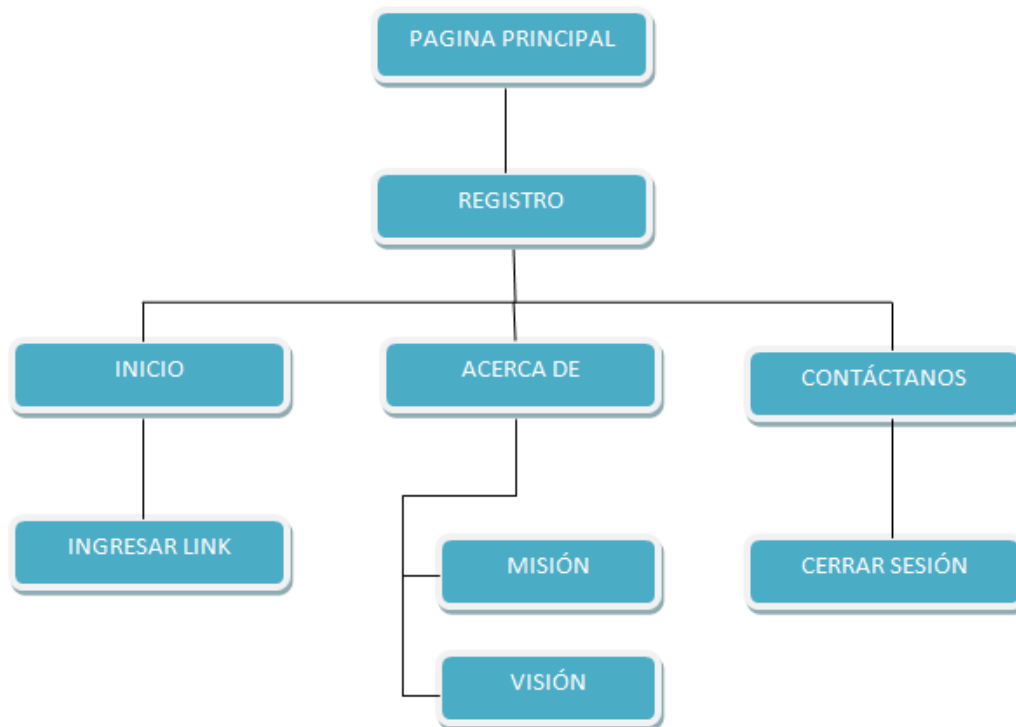 PAGINA PRINCIPAL
REGISTRO
INICIO
ACERCA DE
CONTÁCTANOS
INGRESAR LINK
MISIÓN
CERRAR SESIÓN
VISIÓN